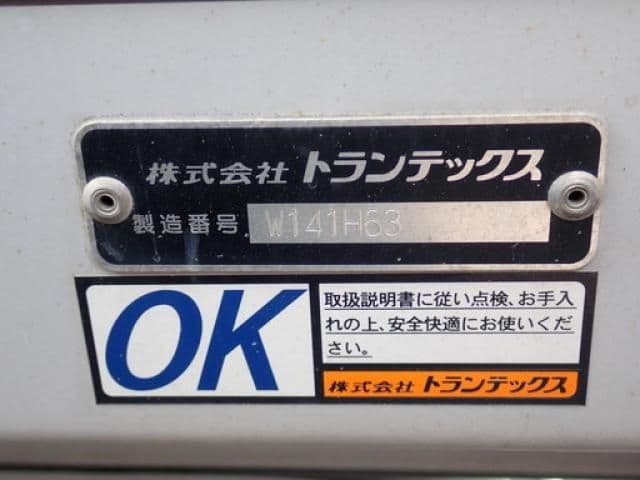 株式会社 トランテックス
製造番号 W141H63
OK
取扱説明書に従い点検、お手入
れの上、安全快適にお使いくだ
さい。
株式会社 トランテックス